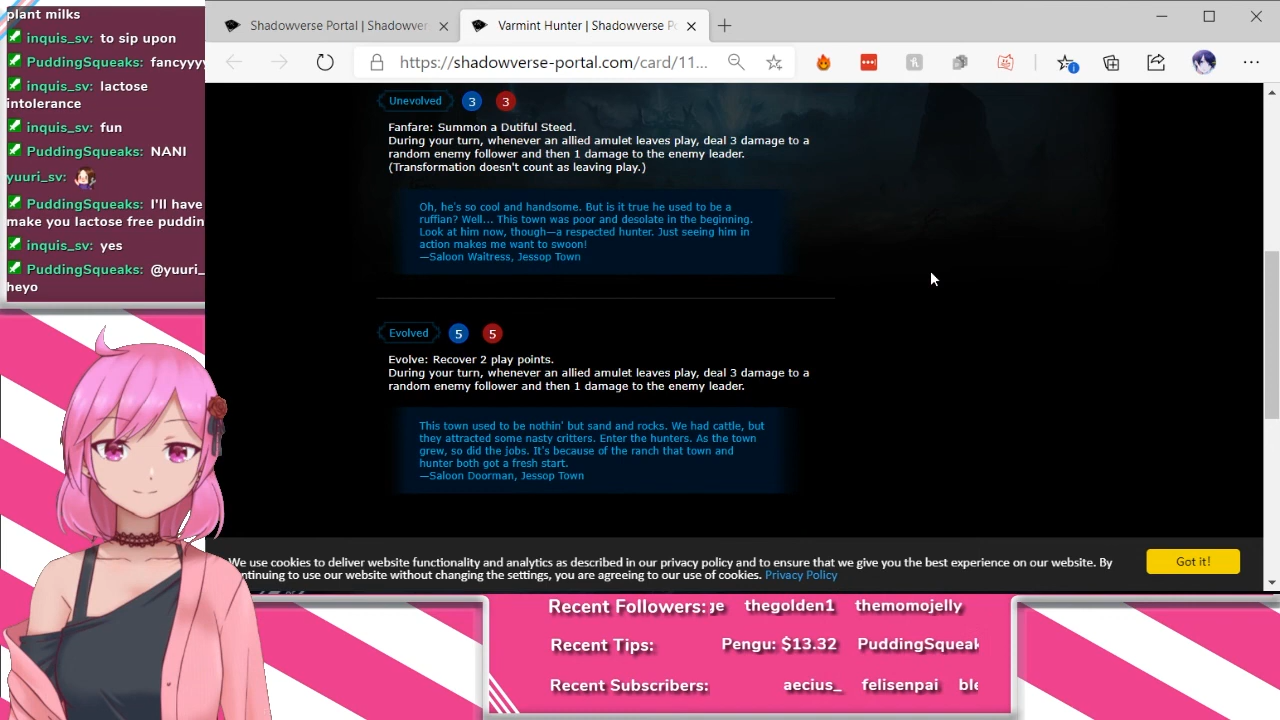 plant milks
inquis_sv: to sip upon
PuddingSqueaks: fancyyyy
inquis_sv: lactose
intolerance
inquis_sv: fun
PuddingSqueaks: NANI
yuuri_sv:
PuddingSqueaks: I'll have
make you lactose free puddin
inquis_sv: yes
PuddingSqueaks: @yuuri_
heyo
Shadowverse Portal | Shadowver
Varmint Hunter | Shadowverse P
https://shadowverse-portal.com/card/11...
Unevolved 3 3
Fanfare: Summon a Dutiful Steed.
During your turn, whenever an allied amulet leaves play, deal 3 damage to a
random enemy follower and then 1 damage to the enemy leader.
(Transformation doesn't count as leaving play.)
Oh, he's so cool and handsome. But is it true he used to be a
ruffian? Well... This town was poor and desolate in the beginning.
Look at him now, though—a respected hunter. Just seeing him in
action makes me want to swoon!
—Saloon Waitress, Jessop Town
Evolved 5 5
Evolve: Recover 2 play points.
During your turn, whenever an allied amulet leaves play, deal 3 damage to a
random enemy follower and then 1 damage to the enemy leader.
This town used to be nothin' but sand and rocks. We had cattle, but
they attracted some nasty critters. Enter the hunters. As the town
grew, so did the jobs. It's because of the ranch that town and
hunter both got a fresh start.
—Saloon Doorman, Jessop Town
We use cookies to deliver website functionality and analytics as described in our privacy policy and to ensure that we give you the best experience on our website. By
ntinuing to use our website without changing the settings, you are agreeing to our use of cookies. Privacy Policy
Got it!
Recent Followers: ge thegolden1 themomojelly
Recent Tips: Pengu: $13.32 PuddingSqueak
Recent Subscribers: aecius_ felisenpai ble